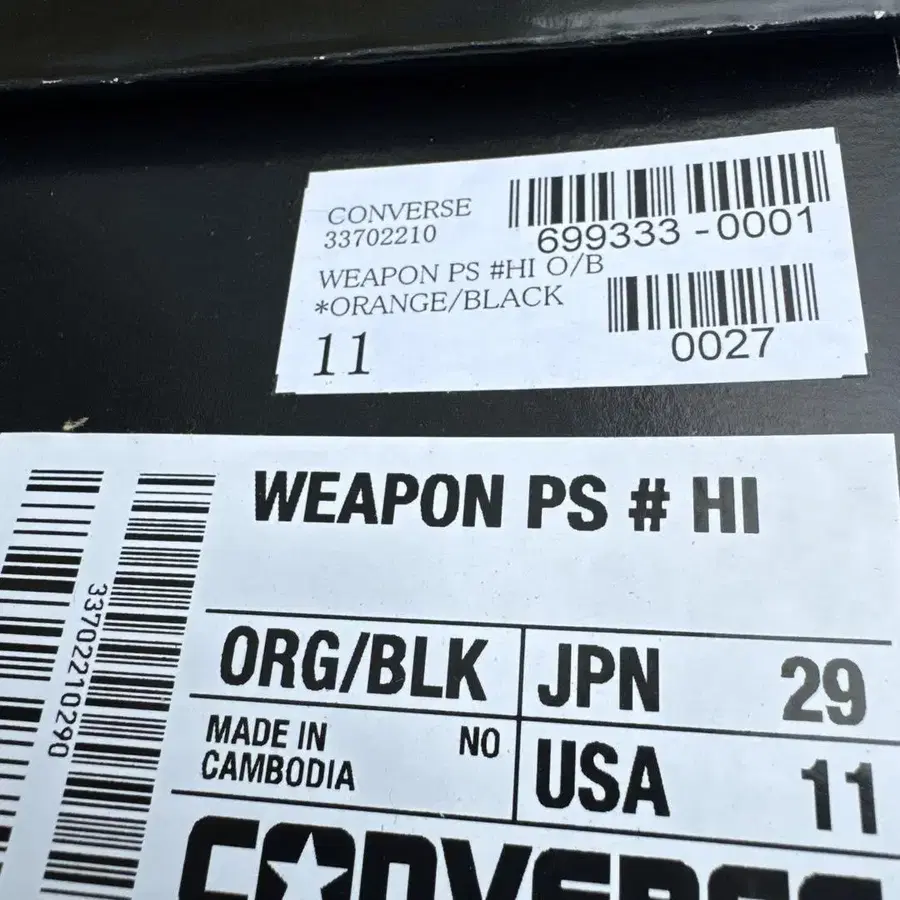 CONVERSE
33702210
699333 -0001
WEAPON PS #HI O/B
*ORANGE/BLACK
0027
11
WEAPON PS # HI
33702210290
ORG/BLK
JPN 29
MADE IN
CAMBODIA
NO
USA 11
CONVERSE